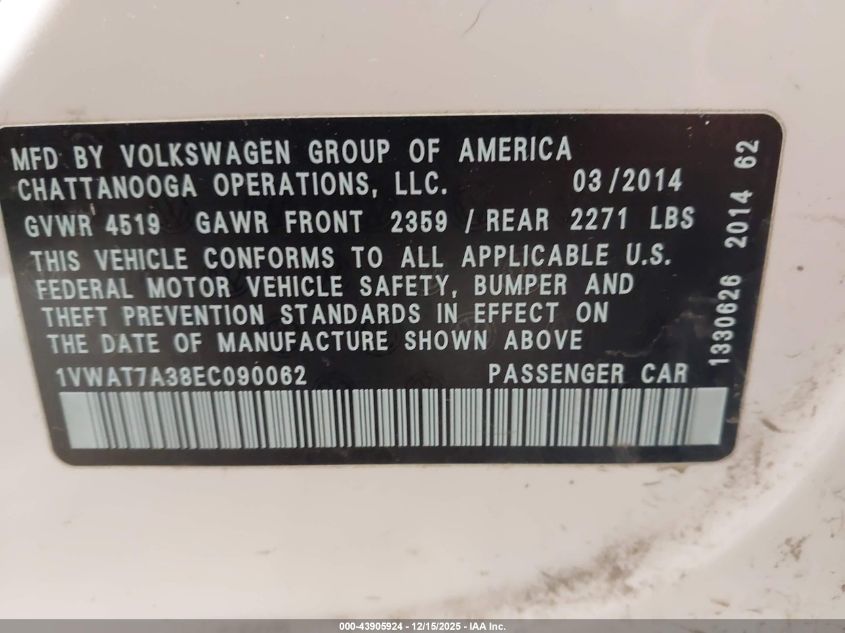 MFD BY VOLKSWAGEN GROUP OF AMERICA
CHATTANOOGA OPERATIONS, LLC. 03/2014
GVWR 4519 GAWR FRONT 2359 / REAR 2271 LBS
THIS VEHICLE CONFORMS TO ALL APPLICABLE U.S.
FEDERAL MOTOR VEHICLE SAFETY, BUMPER AND
THEFT PREVENTION STANDARDS IN EFFECT ON
THE DATE OF MANUFACTURE SHOWN ABOVE
1VWAT7A38EC090062 PASSENGER CAR
1330626 2014 62
000-43905924 - 12/15/2025 - IAA Inc.